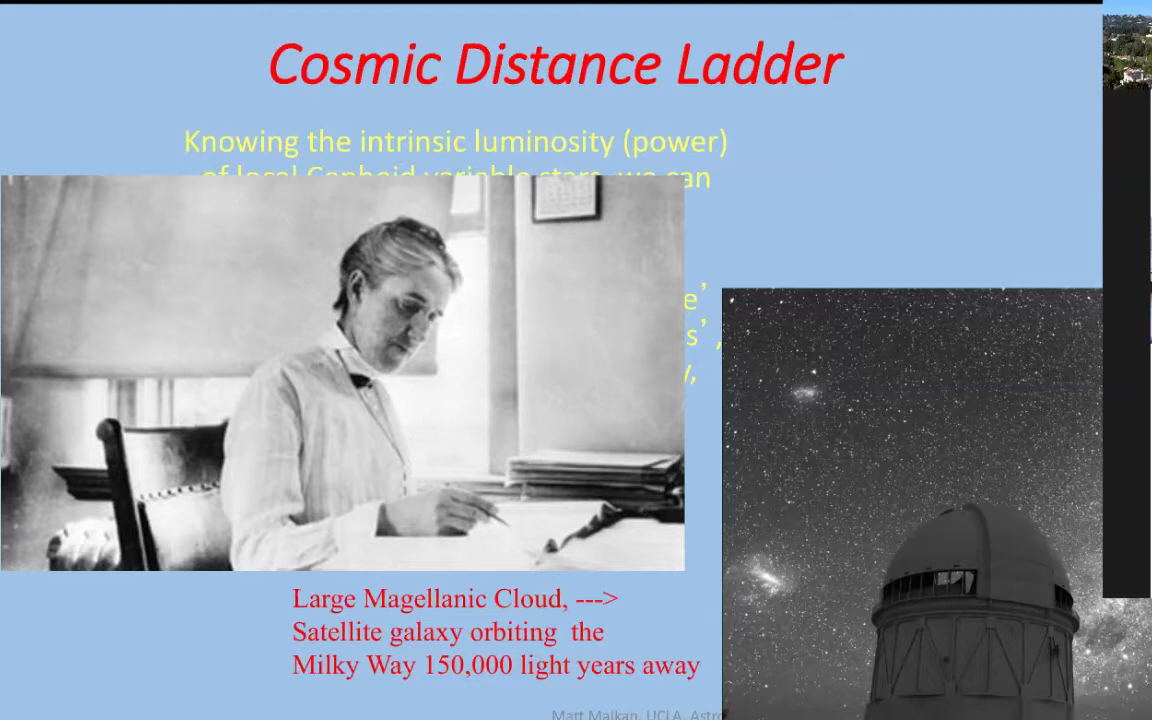 Cosmic Distance Ladder
Knowing the intrinsic luminosity (power)
of local Cepheid variable stars, we can
e’
s’,
y,
Large Magellanic Cloud, --->
Satellite galaxy orbiting the
Milky Way 150,000 light years away
Matt Malkan, UCLA, Astro